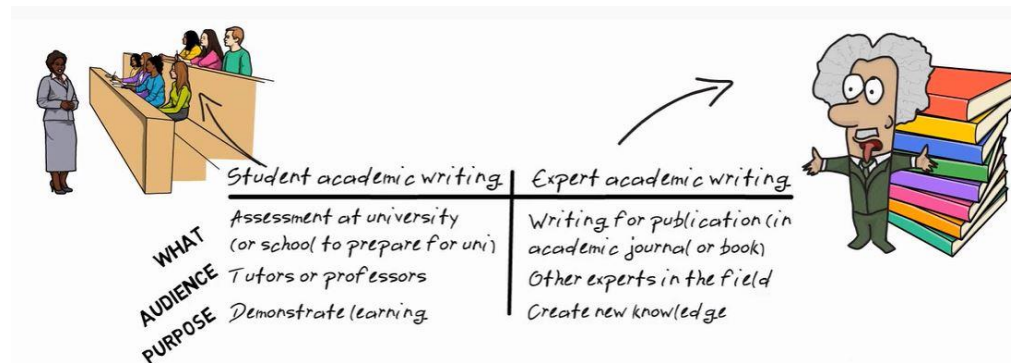 Student academic writing Expert academic writing
WHAT Assessment at university Writing for publication (in
(or school to prepare for uni) academic journal or book)
AUDIENCE Tutors or professors Other experts in the field
PURPOSE Demonstrate learning Create new knowledge